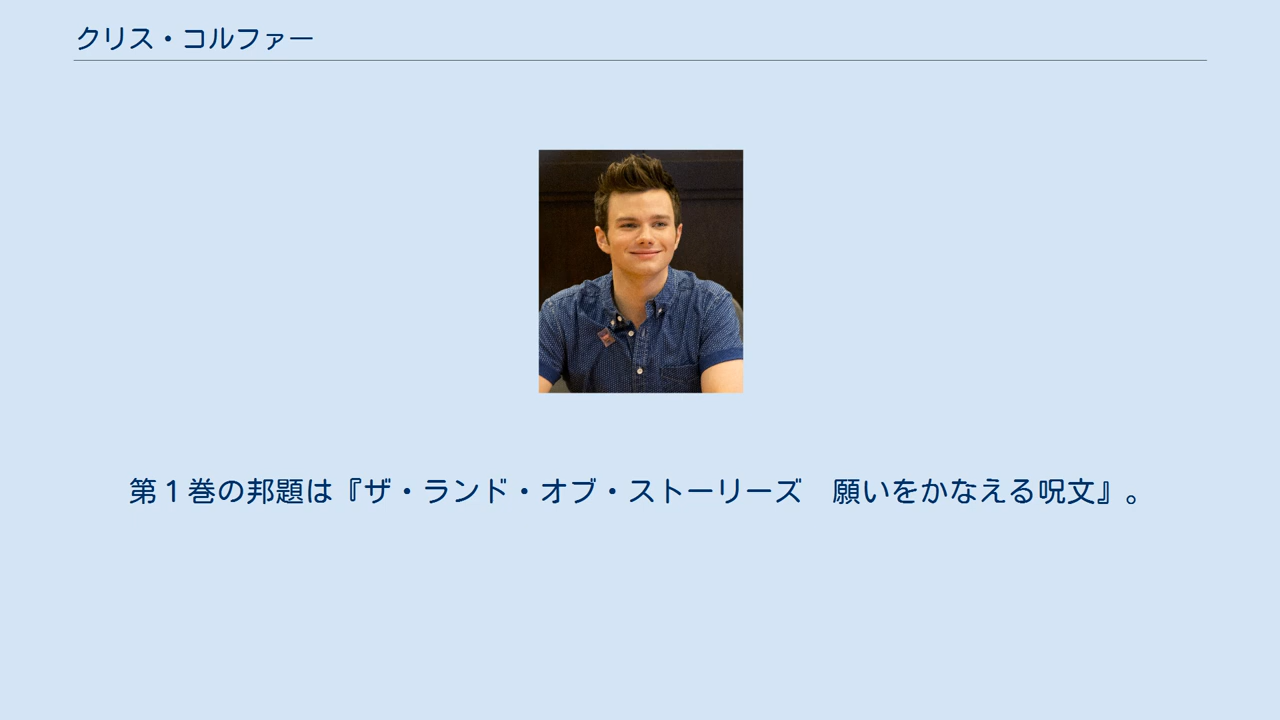 クリス・コルファー
第１巻の邦題は『ザ・ランド・オブ・ストーリーズ　願いをかなえる呪文』。